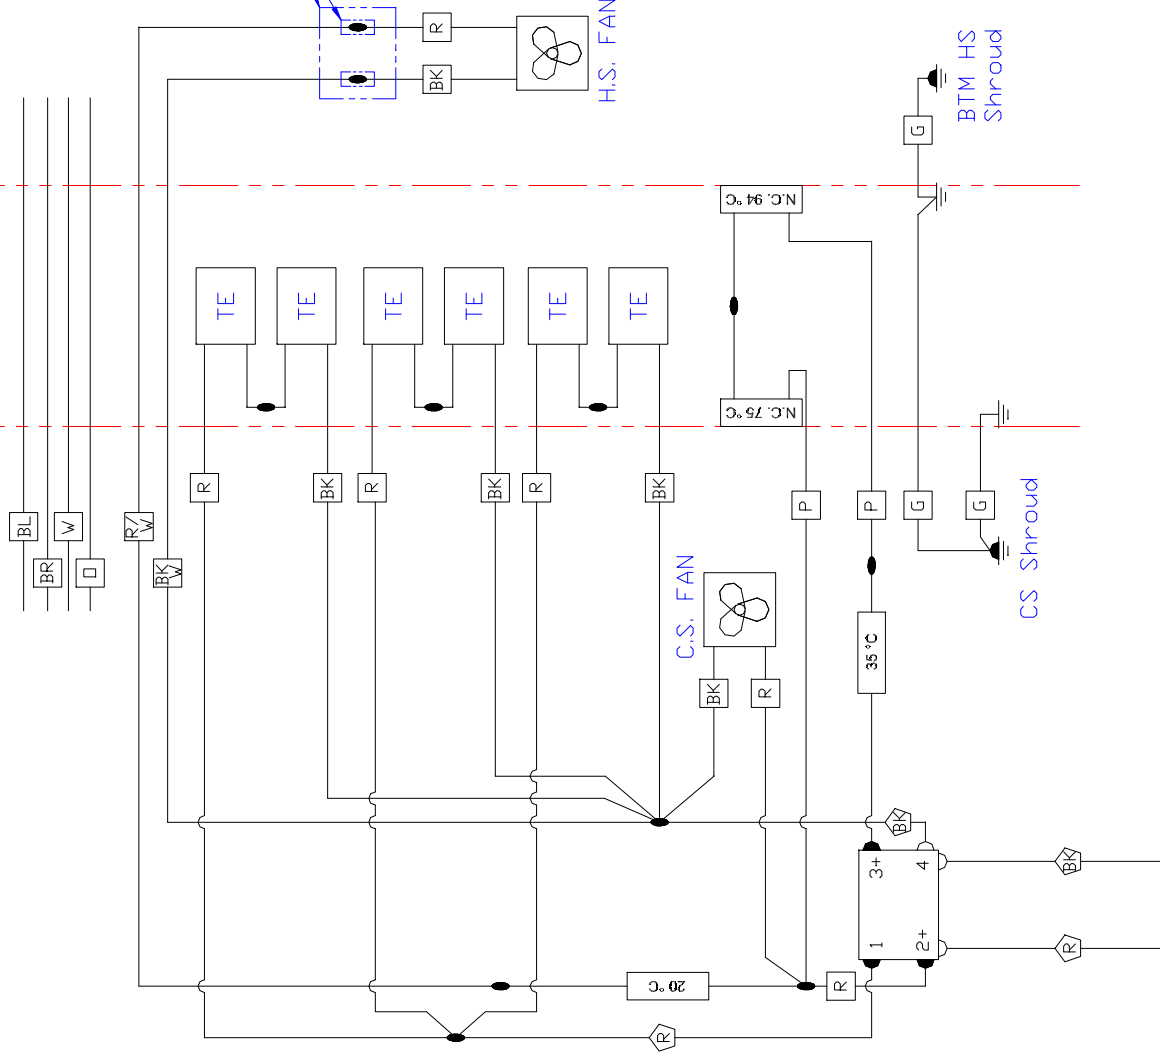 R
BK
H.S. FAN
BTM HS
Shroud
G
N.C. 94 °C
TE
TE
TE
TE
TE
TE
N.C. 75 °C
R
BK
R
BK
R
BK
P
P
G
G
BL
W
R/
W
BR
O
BK
W
CS Shroud
C.S. FAN
35 °C
BK
R
BK
3+
4
BK
1
2+
R
20 °C
R
R